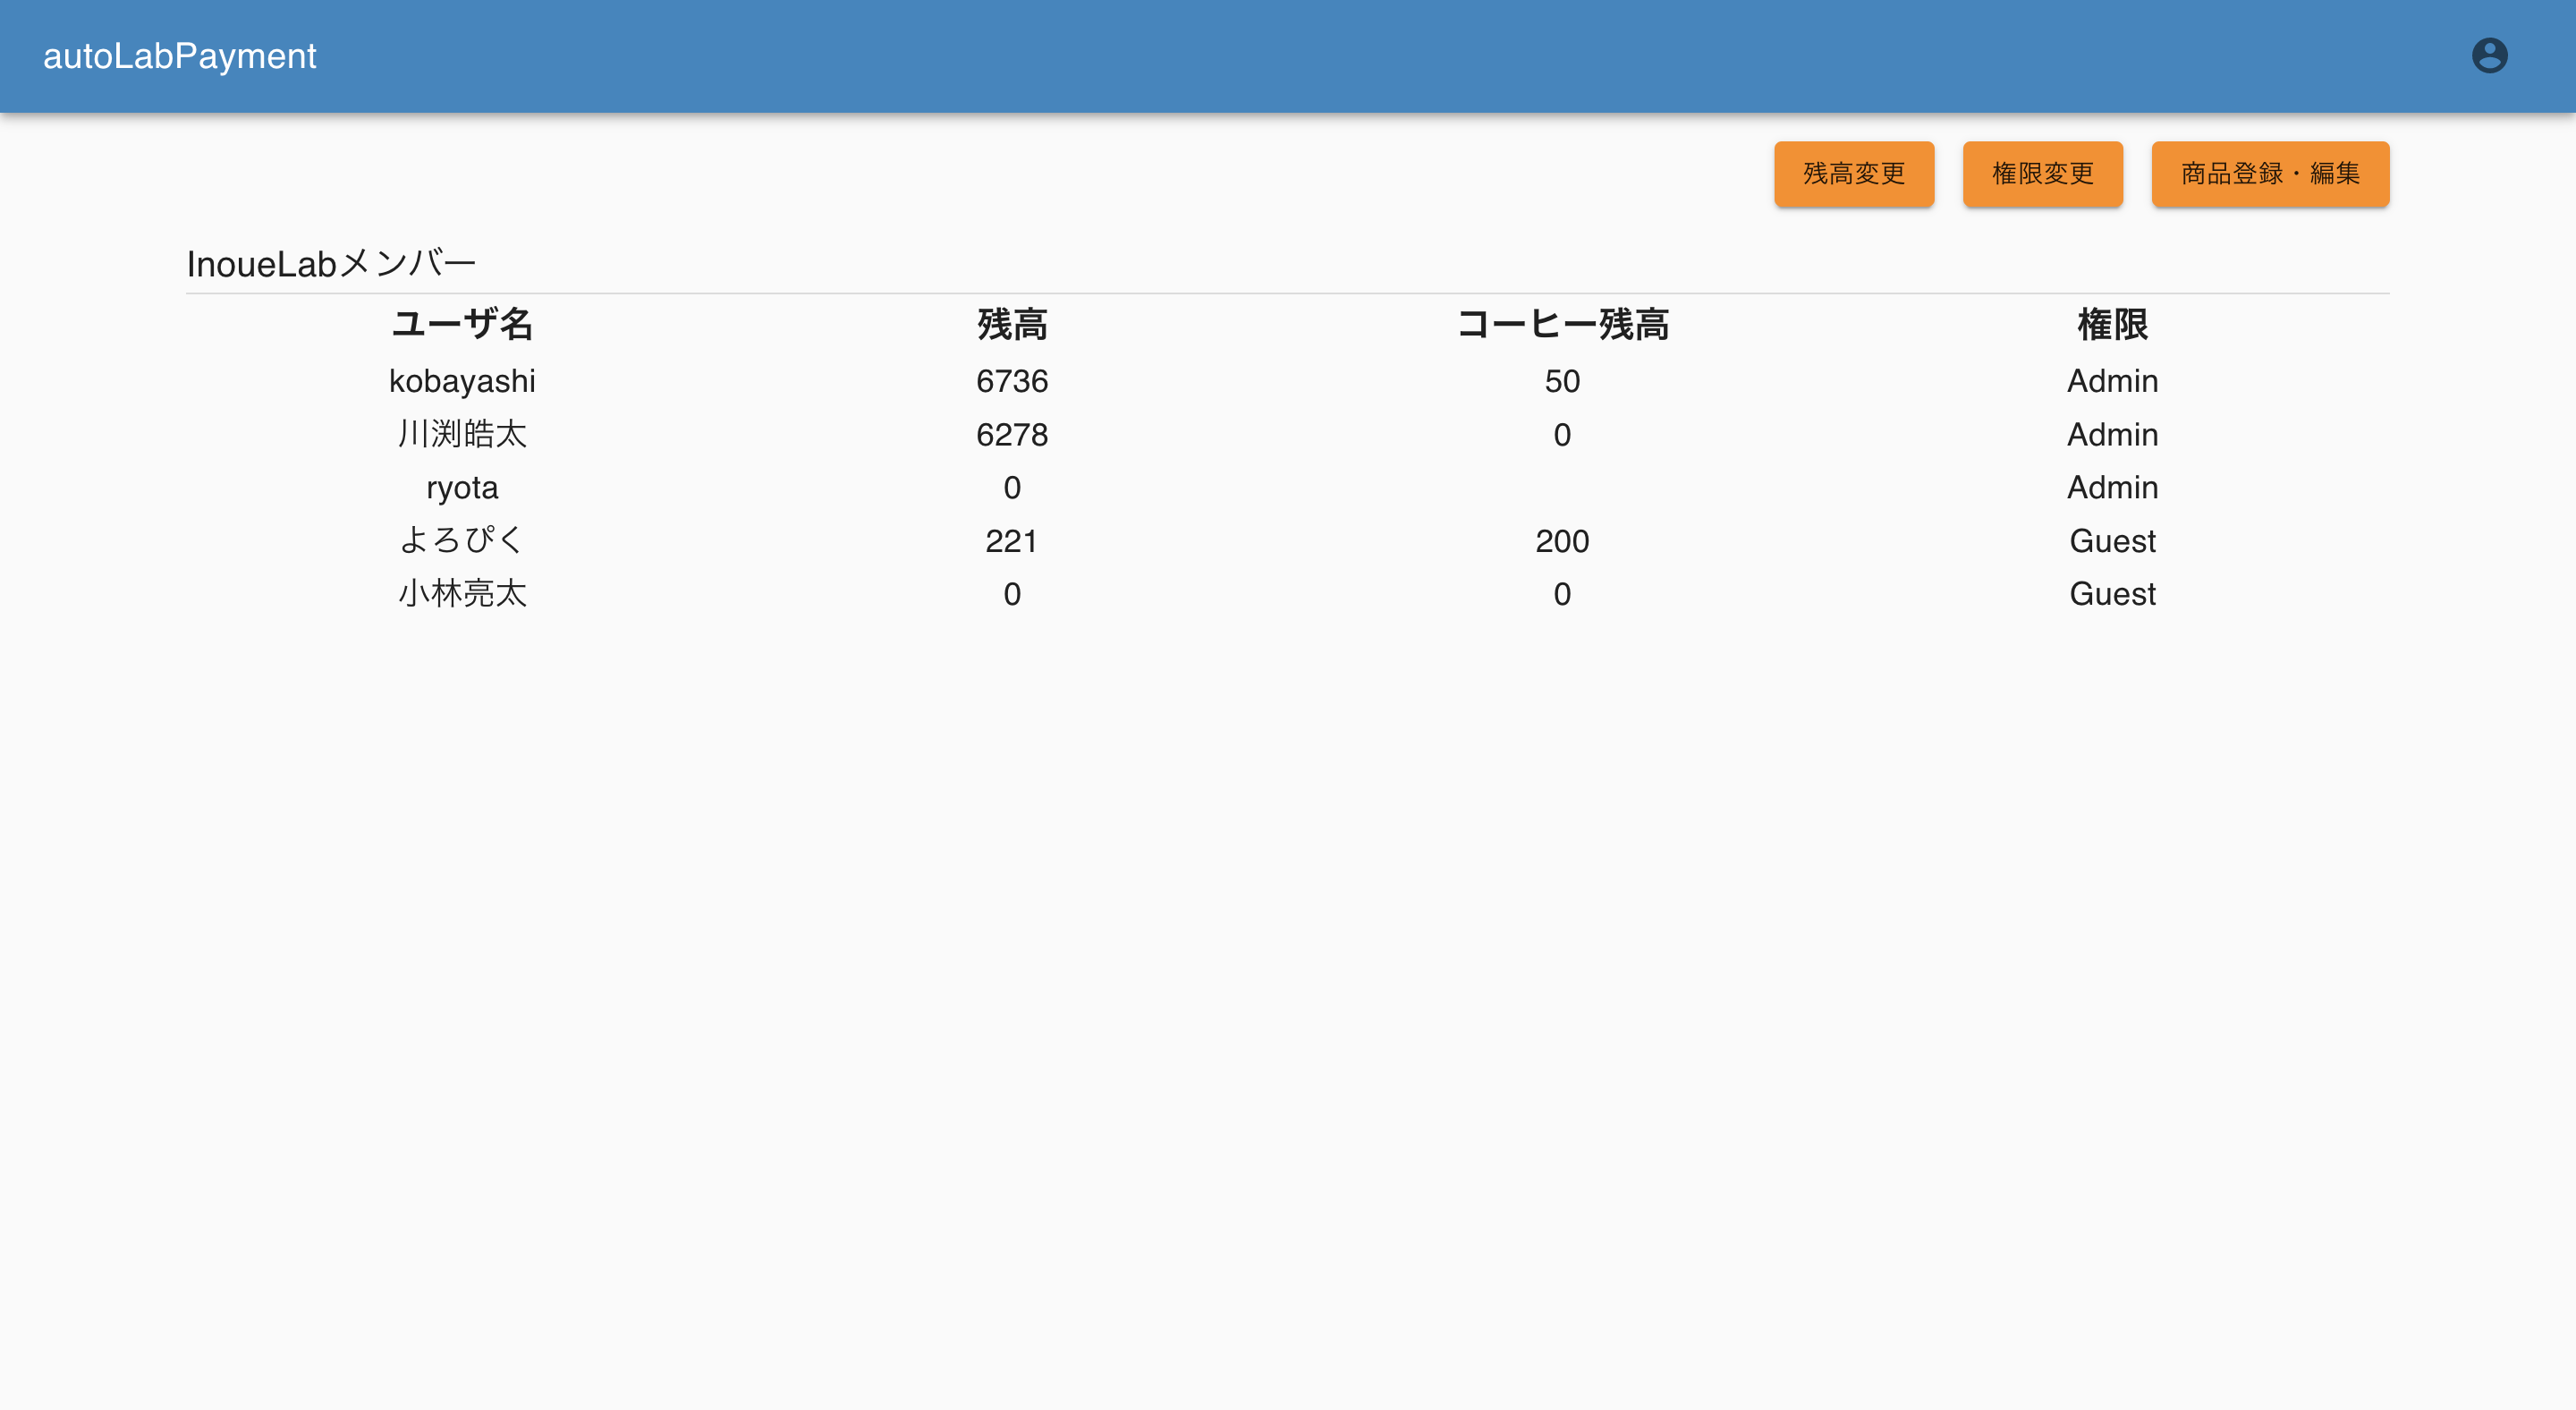 autoLabPayment
残高変更 権限変更 商品登録・編集
InoueLabメンバー
ユーザ名 残高 コーヒー残高 権限
kobayashi 6736 50 Admin
川渕皓太 6278 0 Admin
ryota 0 Admin
よろぴく 221 200 Guest
小林亮太 0 0 Guest